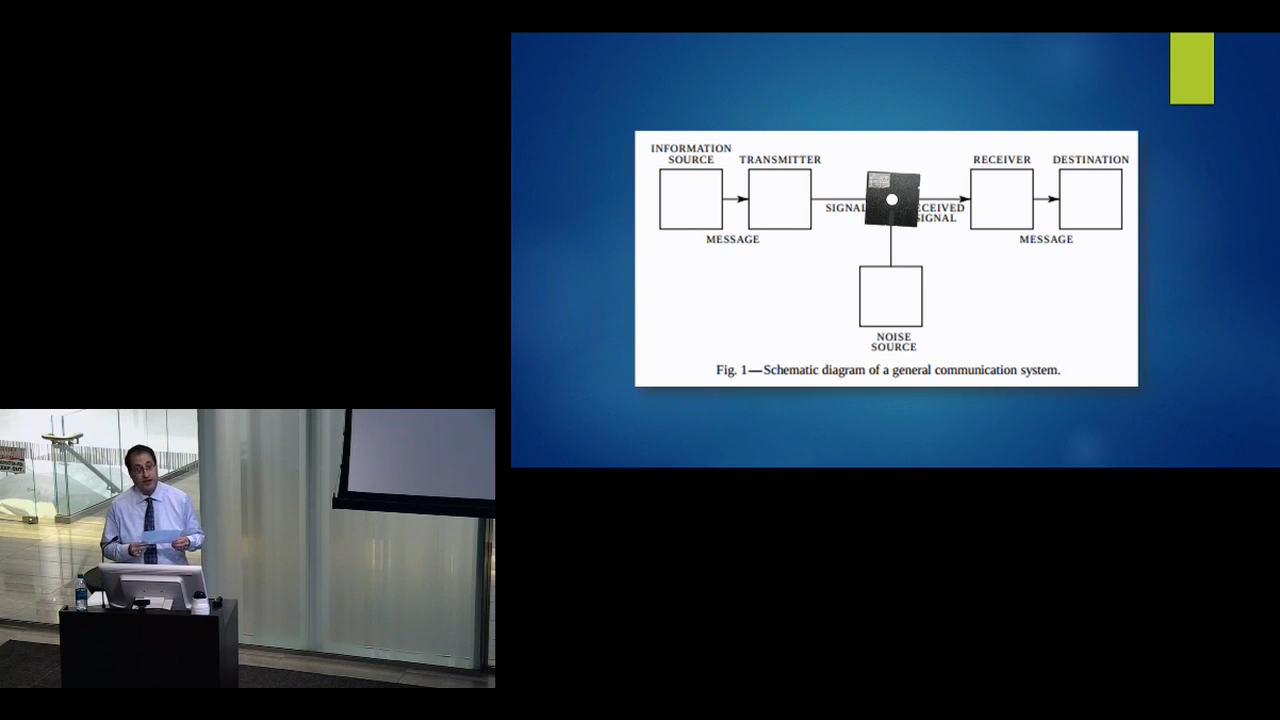 INFORMATION
SOURCE
TRANSMITTER
RECEIVER
DESTINATION
SIGNAL
ECEIVED
SIGNAL
MESSAGE
MESSAGE
NOISE
SOURCE
Fig. 1—Schematic diagram of a general communication system.